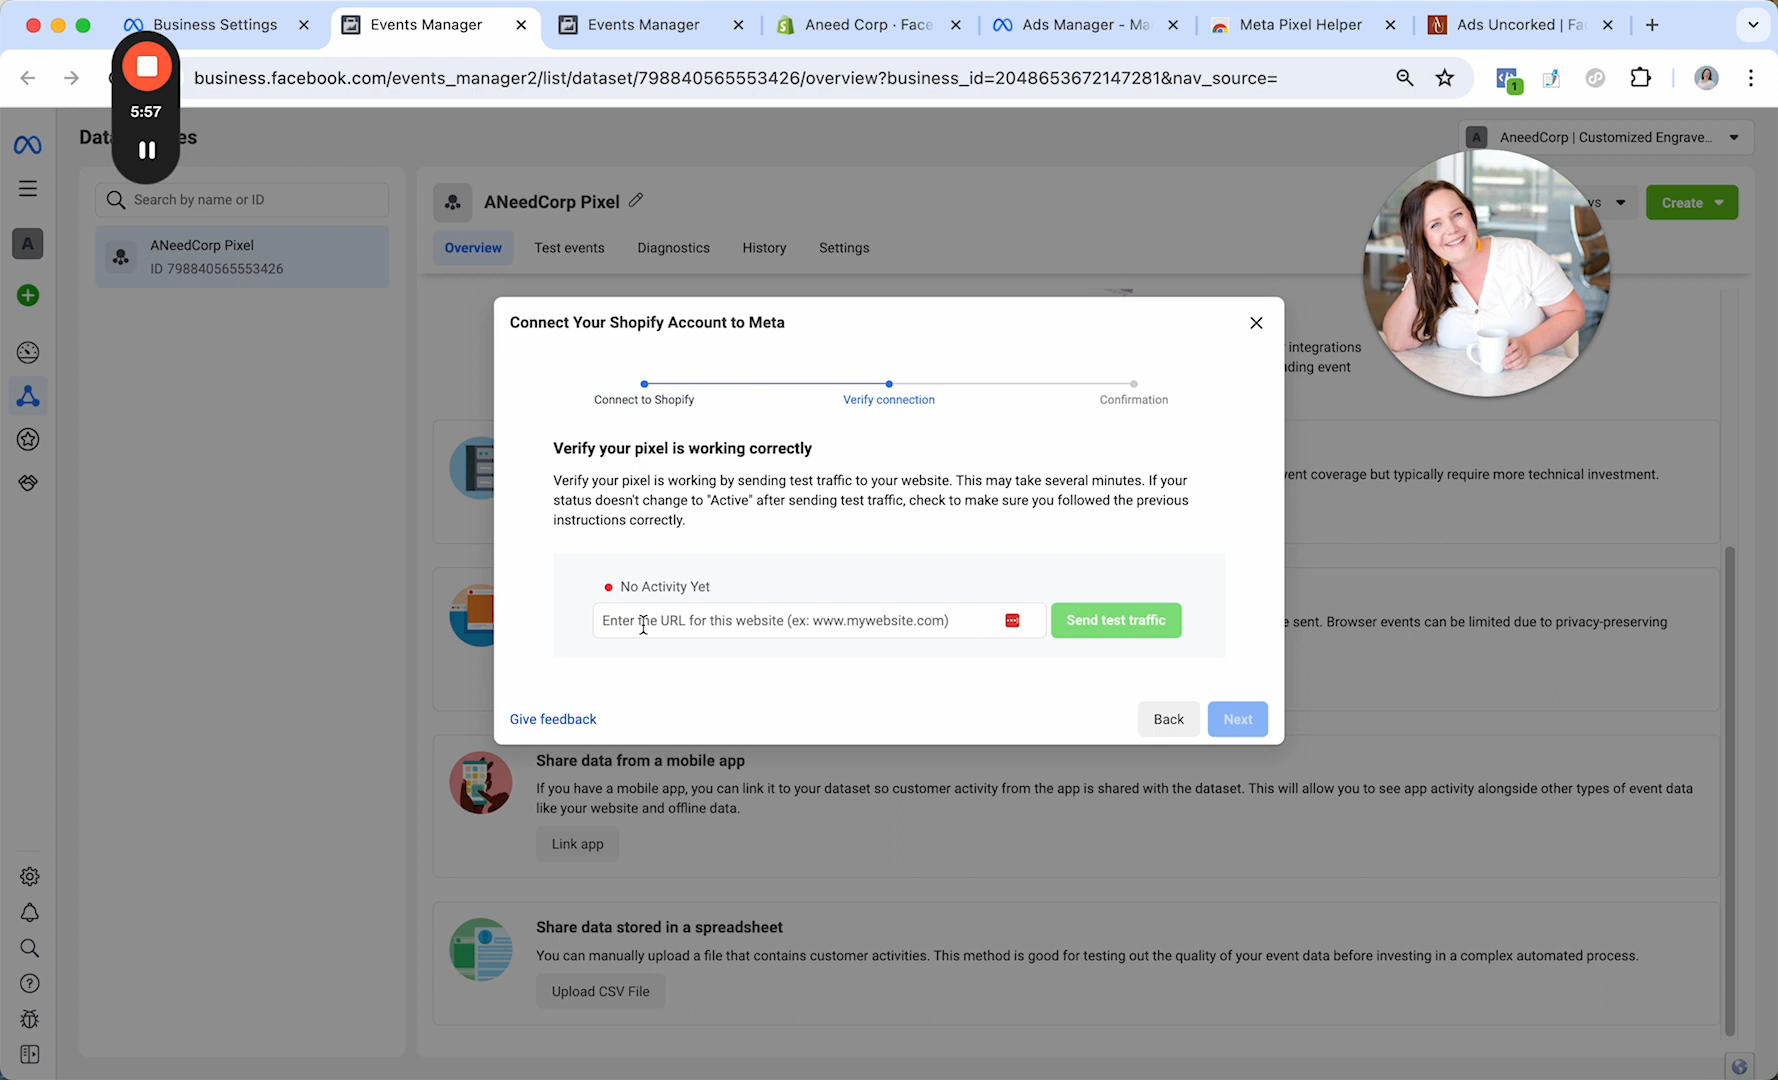 Business Settings
Events Manager
Events Manager
Aneed Corp · Face
Ads Manager - Ma
Meta Pixel Helper
Ads Uncorked | Fa
business.facebook.com/events_manager2/list/dataset/798840565553426/overview?business_id=2048653672147281&nav_source=
1
5:57
Dat
es
A
AneedCorp | Customized Engrave...
Search by name or ID
ANeedCorp Pixel
ID 798840565553426
A
ANeedCorp Pixel
Create
Overview
Test events
Diagnostics
History
Settings
Connect Your Shopify Account to Meta
integrations
ding event
Connect to Shopify
Verify connection
Confirmation
Verify your pixel is working correctly
Verify your pixel is working by sending test traffic to your website. This may take several minutes. If your
status doesn't change to "Active" after sending test traffic, check to make sure you followed the previous
instructions correctly.
ent coverage but typically require more technical investment.
No Activity Yet
Enter the URL for this website (ex: www.mywebsite.com)
Send test traffic
e sent. Browser events can be limited due to privacy-preserving
Give feedback
Back
Next
Share data from a mobile app
If you have a mobile app, you can link it to your dataset so customer activity from the app is shared with the dataset. This will allow you to see app activity alongside other types of event data
like your website and offline data.
Link app
Share data stored in a spreadsheet
You can manually upload a file that contains customer activities. This method is good for testing out the quality of your event data before investing in a complex automated process.
Upload CSV File